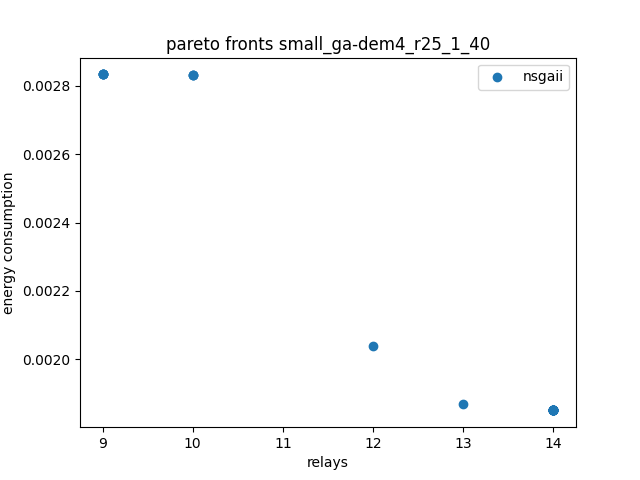 pareto fronts small_ga-dem4_r25_1_40
nsgaii
energy consumption
0.0028
0.0026
0.0024
0.0022
0.0020
9 10 11 12 13 14
relays